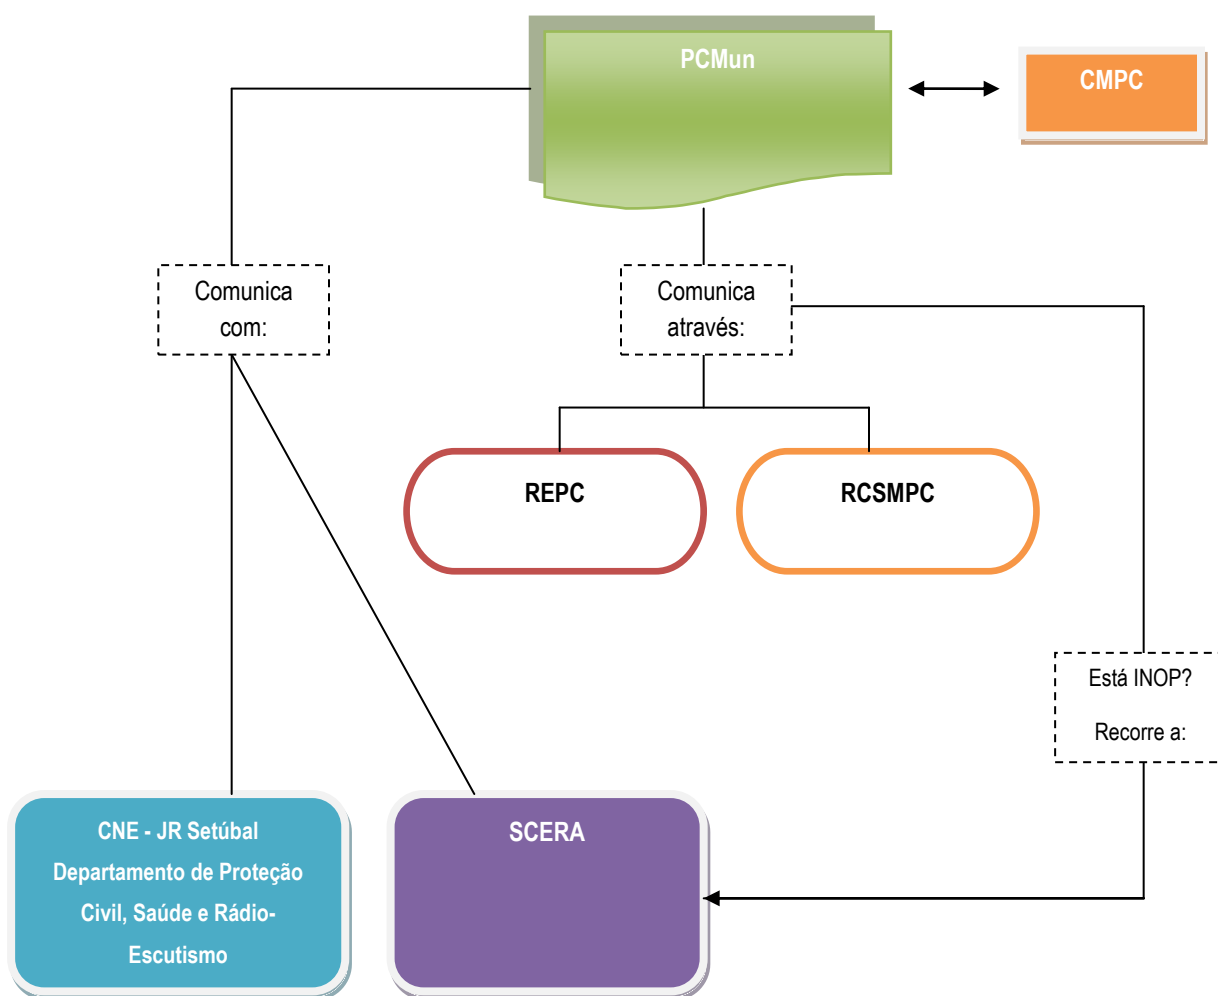 PCMun
CMPC
Comunica
com:
Comunica
através:
REPC
RCSMPC
Está INOP?
Recorre a:
CNE - JR Setúbal
Departamento de Proteção
Civil, Saúde e Rádio-
Escutismo
SCERA